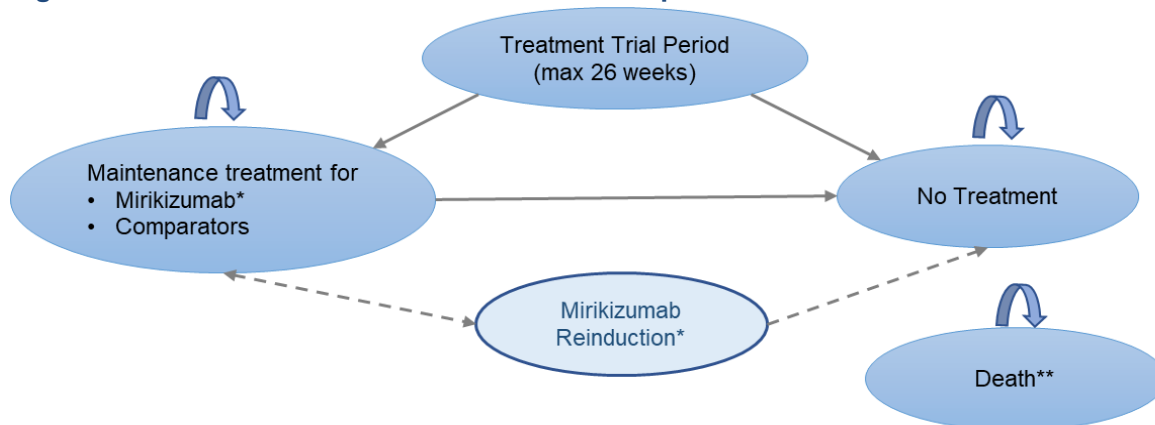 Treatment Trial Period
(max 26 weeks)
Maintenance treatment for
• Mirikizumab*
• Comparators
No Treatment
Mirikizumab
Reinduction*
Death**